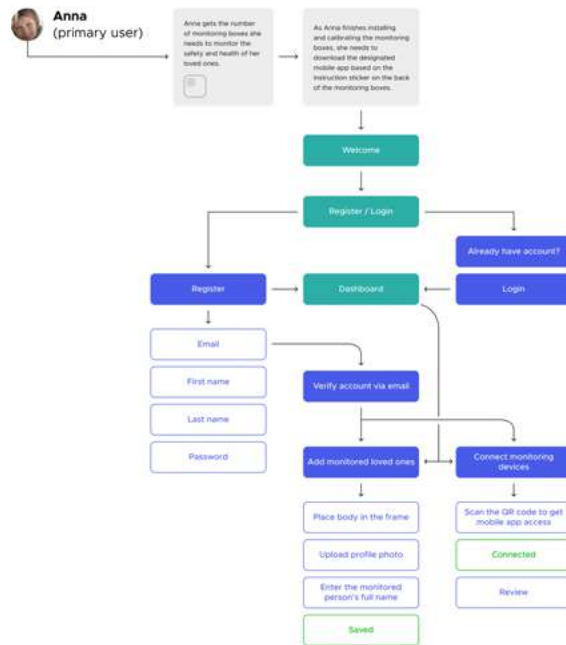 Anna
(primary user)
Anna gets the number
of monitoring boxes she
needs to monitor the
safety and health of her
loved ones.
As Anna finishes installing
and calibrating the monitoring
boxes, she needs to
download the designated
mobile app based on the
instruction sticker on the back
of the monitoring boxes.
Welcome
Register / Login
Already have account?
Register
Dashboard
Login
Email
First name
Last name
Password
Verify account via email
Add monitored loved ones
Connect monitoring
devices
Place body in the frame
Upload profile photo
Enter the monitored
person's full name
Saved
Scan the QR code to get
mobile app access
Connected
Review